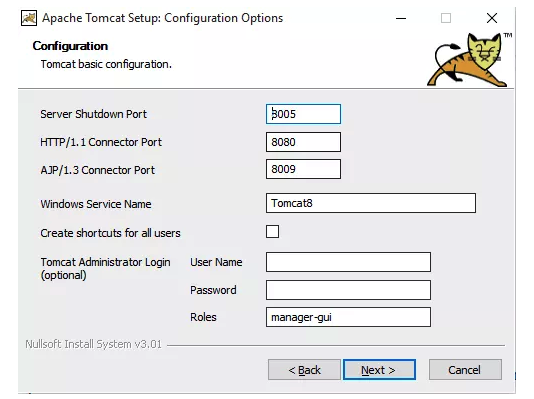 Apache Tomcat Setup: Configuration Options
Configuration
Tomcat basic configuration.
TM
Server Shutdown Port 8005
HTTP/1.1 Connector Port 8080
AJP/1.3 Connector Port 8009
Windows Service Name Tomcat8
Create shortcuts for all users
Tomcat Administrator Login User Name
(optional)
Password
Roles manager-gui
Nullsoft Install System v3.01
< Back Next > Cancel